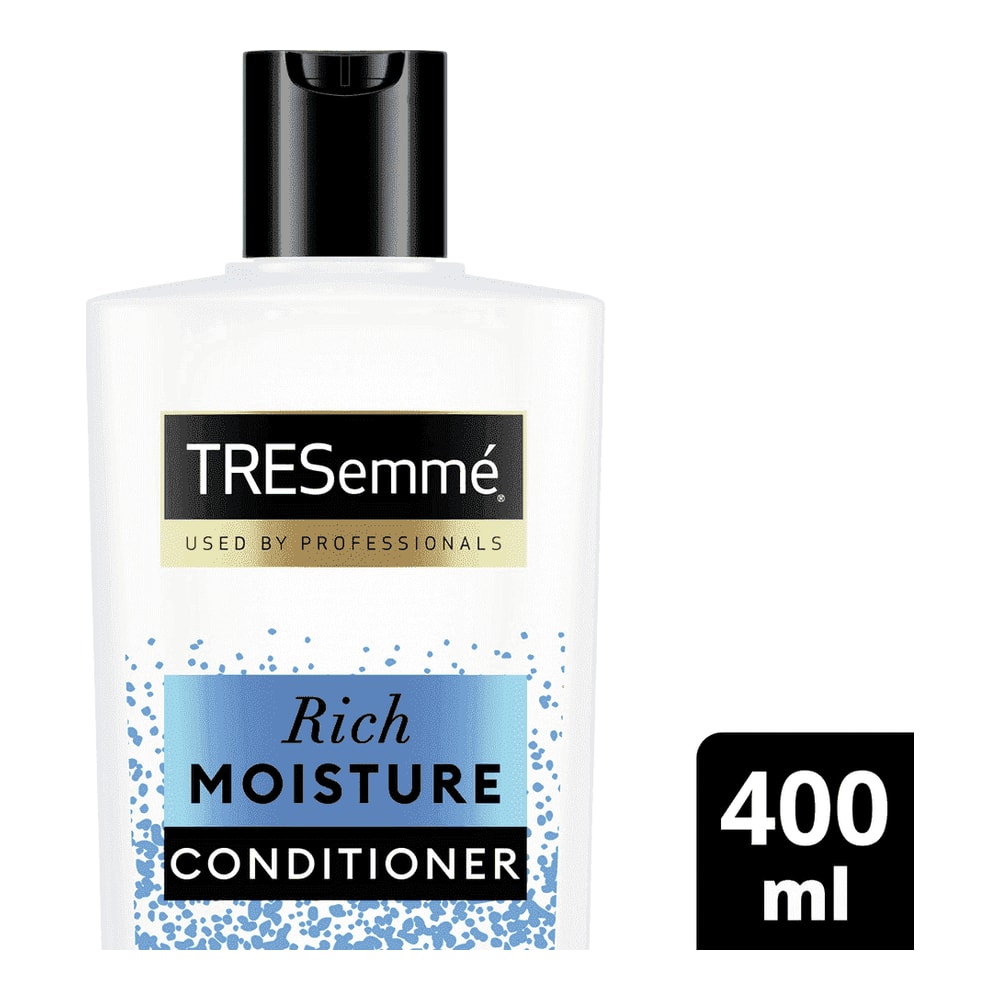 TRESemmé®
USED BY PROFESSIONALS
Rich
MOISTURE
CONDITIONER
400
ml